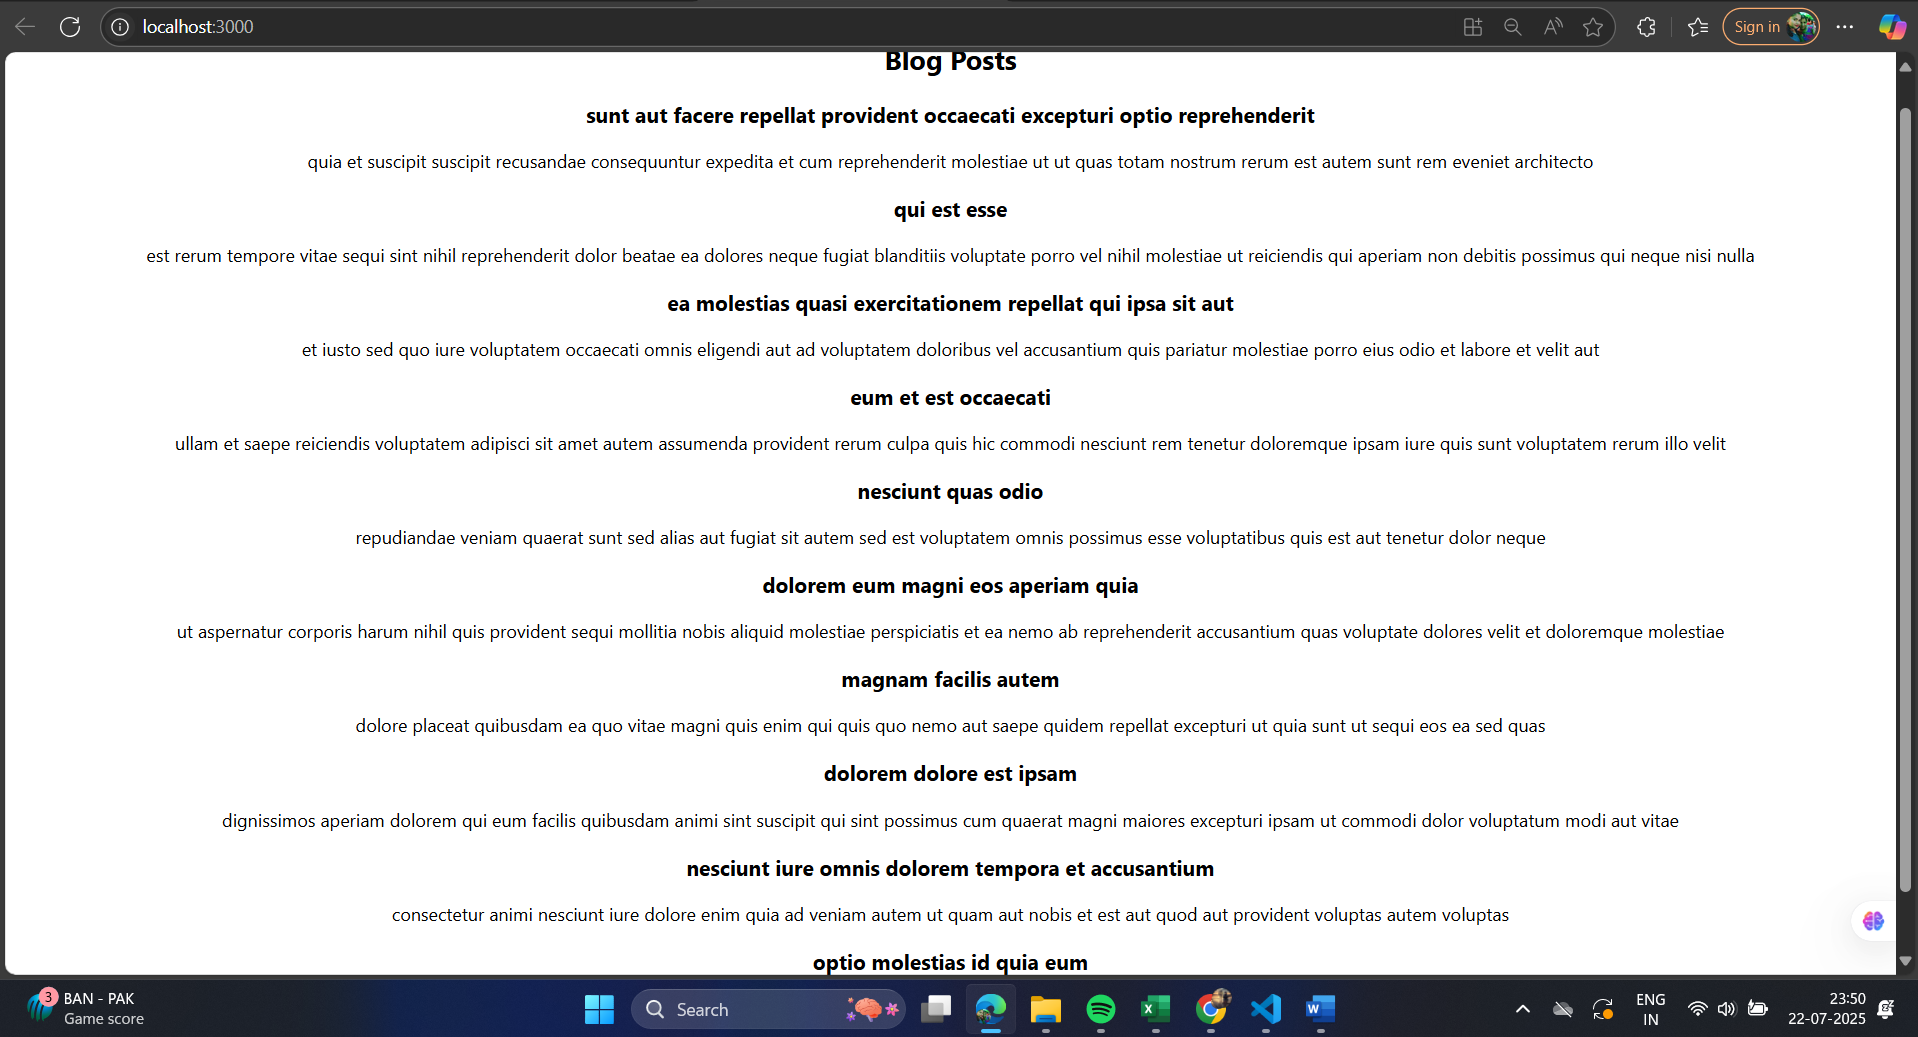 localhost:3000
Sign in
Blog Posts
sunt aut facere repellat provident occaecati excepturi optio reprehenderit
quia et suscipit suscipit recusandae consequuntur expedita et cum reprehenderit molestiae ut ut quas totam nostrum rerum est autem sunt rem eveniet architecto
qui est esse
est rerum tempore vitae sequi sint nihil reprehenderit dolor beatae ea dolores neque fugiat blanditiis voluptate porro vel nihil molestiae ut reiciendis qui aperiam non debitis possimus qui neque nisi nulla
ea molestias quasi exercitationem repellat qui ipsa sit aut
et iusto sed quo iure voluptatem occaecati omnis eligendi aut ad voluptatem doloribus vel accusantium quis pariatur molestiae porro eius odio et labore et velit aut
eum et est occaecati
ullam et saepe reiciendis voluptatem adipisci sit amet autem assumenda provident rerum culpa quis hic commodi nesciunt rem tenetur doloremque ipsam iure quis sunt voluptatem rerum illo velit
nesciunt quas odio
repudiandae veniam quaerat sunt sed alias aut fugiat sit autem sed est voluptatem omnis possimus esse voluptatibus quis est aut tenetur dolor neque
dolorem eum magni eos aperiam quia
ut aspernatur corporis harum nihil quis provident sequi mollitia nobis aliquid molestiae perspiciatis et ea nemo ab reprehenderit accusantium quas voluptate dolores velit et doloremque molestiae
magnam facilis autem
dolore placeat quibusdam ea quo vitae magni quis enim qui quis quo nemo aut saepe quidem repellat excepturi ut quia sunt ut sequi eos ea sed quas
dolorem dolore est ipsam
dignissimos aperiam dolorem qui eum facilis quibusdam animi sint suscipit qui sint possimus cum quaerat magni maiores excepturi ipsam ut commodi dolor voluptatum modi aut vitae
nesciunt iure omnis dolorem tempora et accusantium
consectetur animi nesciunt iure dolore enim quia ad veniam autem ut quam aut nobis et est aut quod aut provident voluptas autem voluptas
optio molestias id quia eum
3
BAN - PAK
Game score
Search
ENG
IN
23:50
22-07-2025